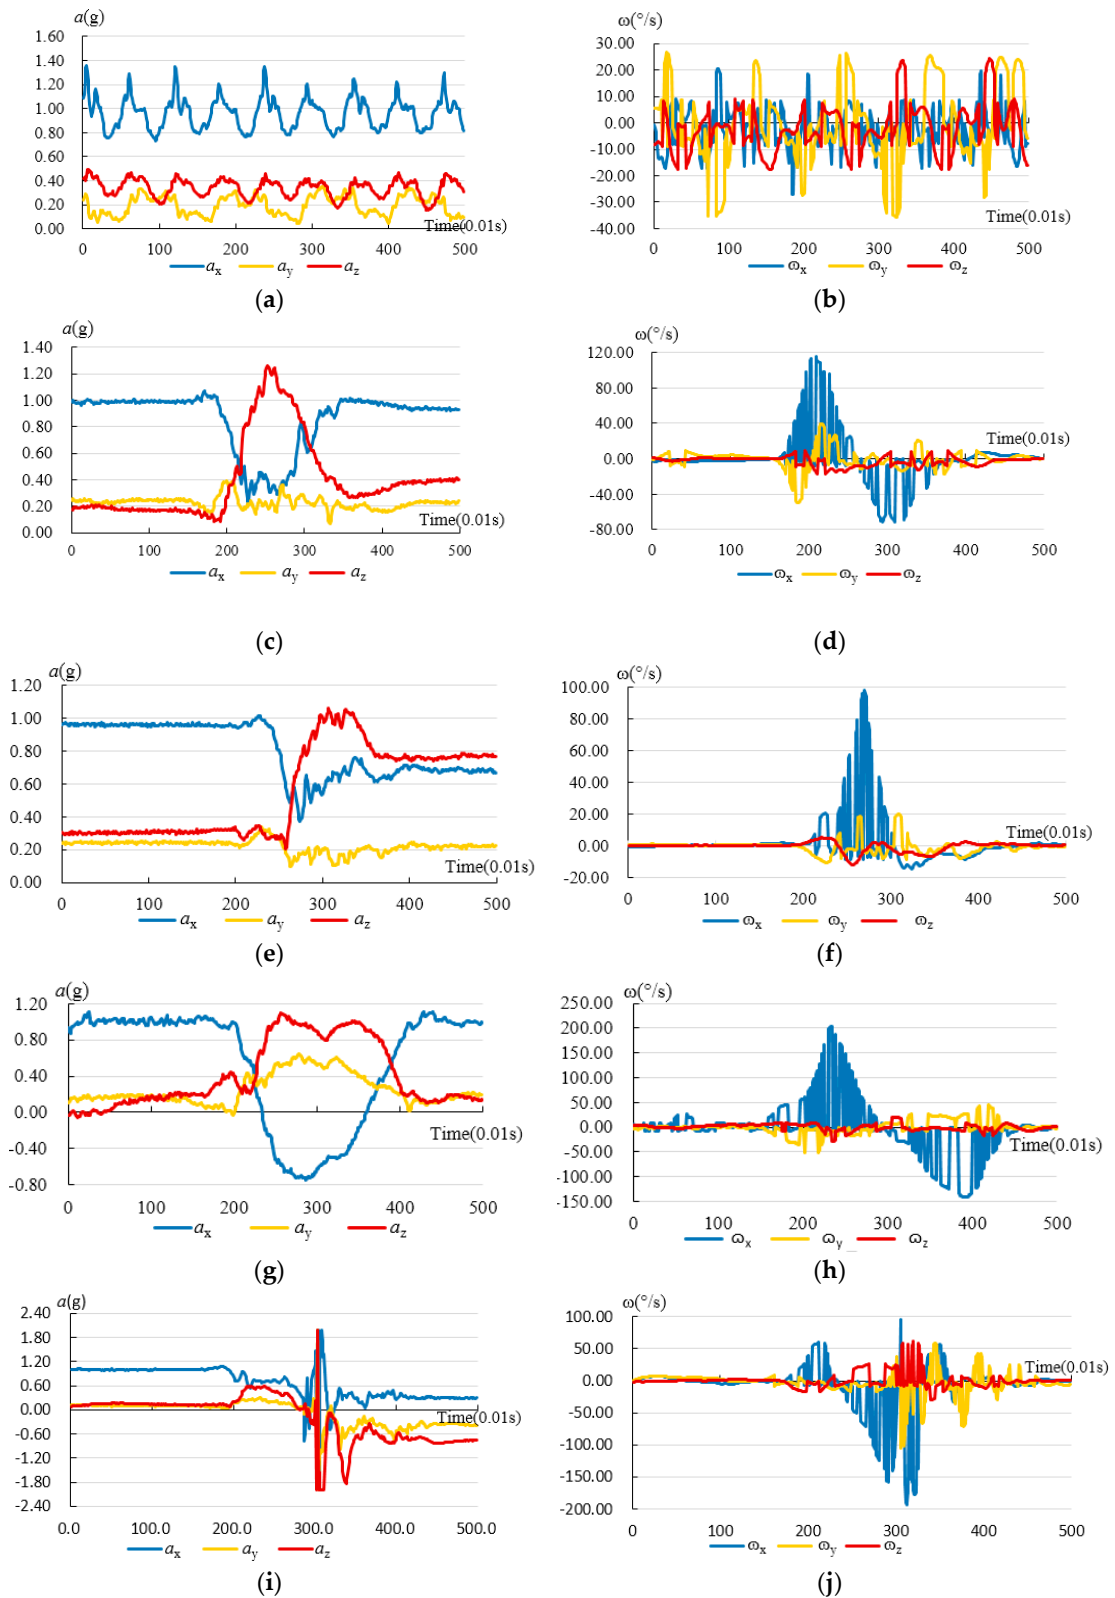 a(g)
1.60
1.40
1.20
1.00
0.80
0.60
0.40
0.20
0.00
Time(0.01s)
0 100 200 300 400 500
ax ay az
(a)
ω(°/s)
30.00
20.00
10.00
0.00
-10.00
-20.00
-30.00
-40.00
Time(0.01s)
0 100 200 300 400 500
ωx ωy ωz
(b)
a(g)
1.40
1.20
1.00
0.80
0.60
0.40
0.20
0.00
Time(0.01s)
0 100 200 300 400 500
ax ay az
(c)
ω(°/s)
120.00
80.00
40.00
0.00
-40.00
-80.00
Time(0.01s)
0 100 200 300 400 500
ωx ωy ωz
(d)
a(g)
1.20
1.00
0.80
0.60
0.40
0.20
0.00
Time(0.01s)
0 100 200 300 400 500
ax ay az
(e)
ω(°/s)
100.00
80.00
60.00
40.00
20.00
0.00
-20.00
Time(0.01s)
0 100 200 300 400 500
ωx ωy ωz
(f)
a(g)
1.20
0.80
0.40
0.00
-0.40
-0.80
Time(0.01s)
0 100 200 300 400 500
ax ay az
(g)
ω(°/s)
250.00
200.00
150.00
100.00
50.00
0.00
-50.00
-100.00
-150.00
Time(0.01s)
0 100 200 300 400 500
ωx ωy ωz
(h)
a(g)
2.40
1.80
1.20
0.60
0.00
-0.60
-1.20
-1.80
-2.40
Time(0.01s)
0.0 100.0 200.0 300.0 400.0 500.0
ax ay az
(i)
ω(°/s)
100.00
50.00
0.00
-50.00
-100.00
-150.00
-200.00
Time(0.01s)
0 100 200 300 400 500
ωx ωy ωz
(j)